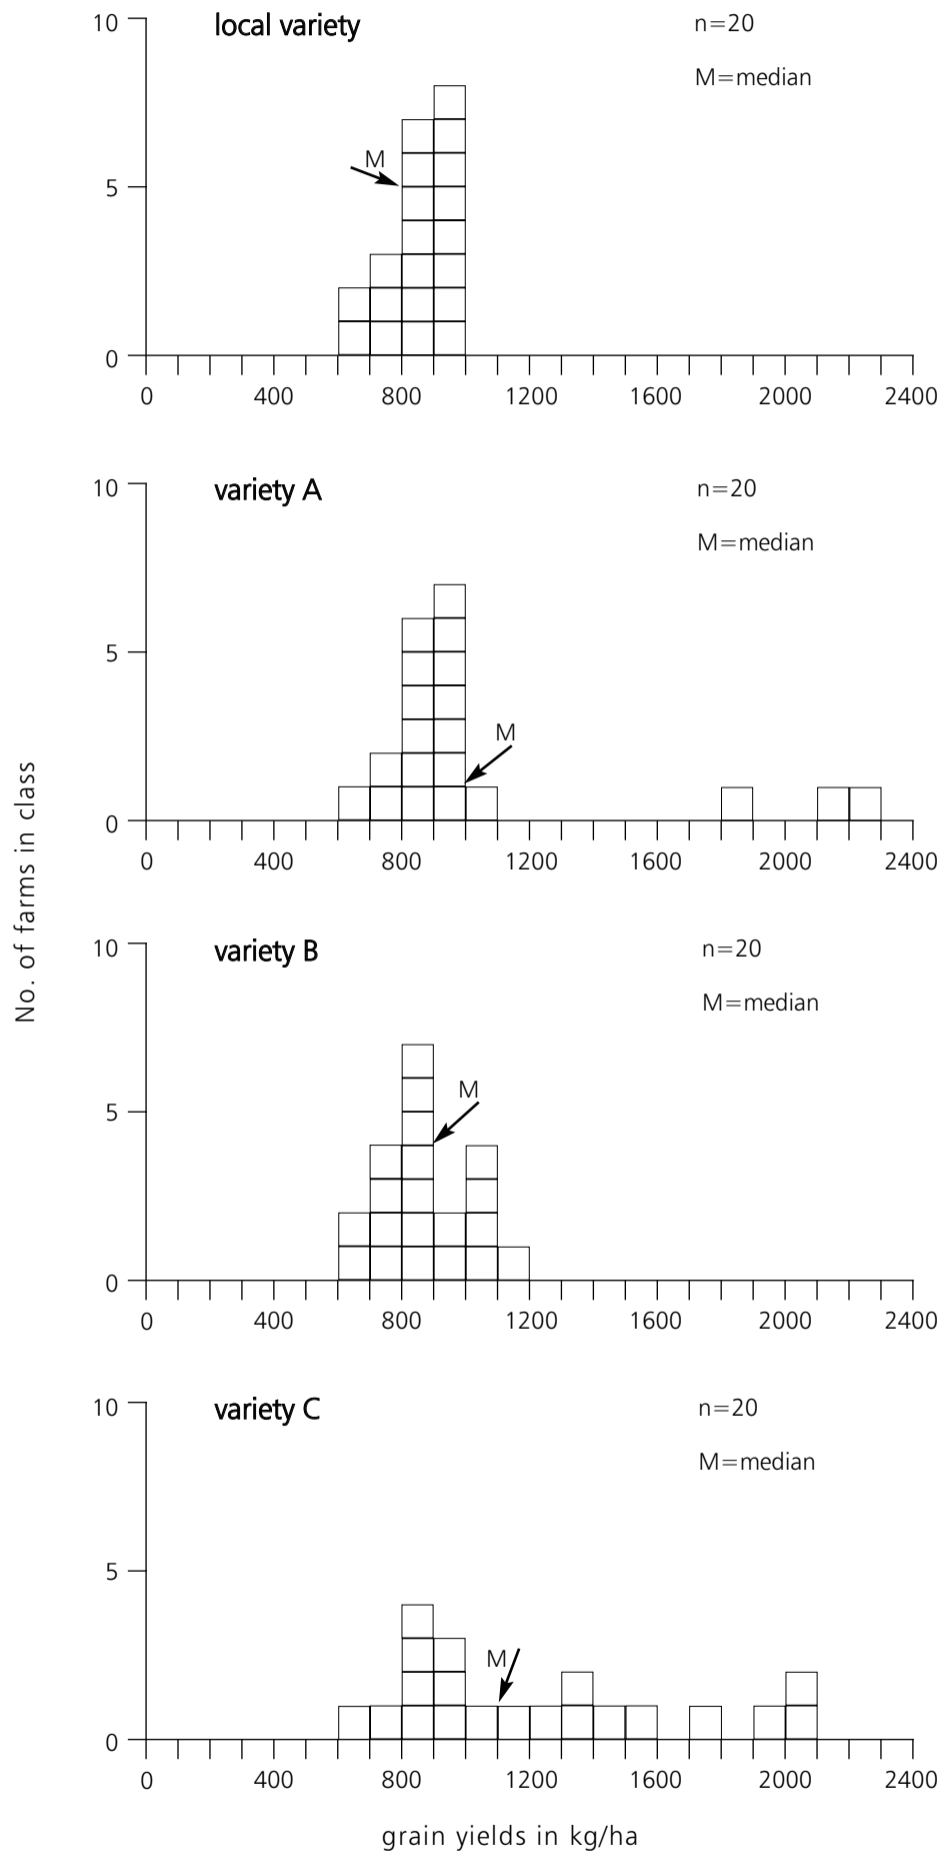 No. of farms in class
local variety
n=20
M=median
M
10
5
0
0 400 800 1200 1600 2000 2400
variety A
n=20
M=median
M
10
5
0
0 400 800 1200 1600 2000 2400
variety B
n=20
M=median
M
10
5
0
0 400 800 1200 1600 2000 2400
variety C
n=20
M=median
M
10
5
0
0 400 800 1200 1600 2000 2400
grain yields in kg/ha